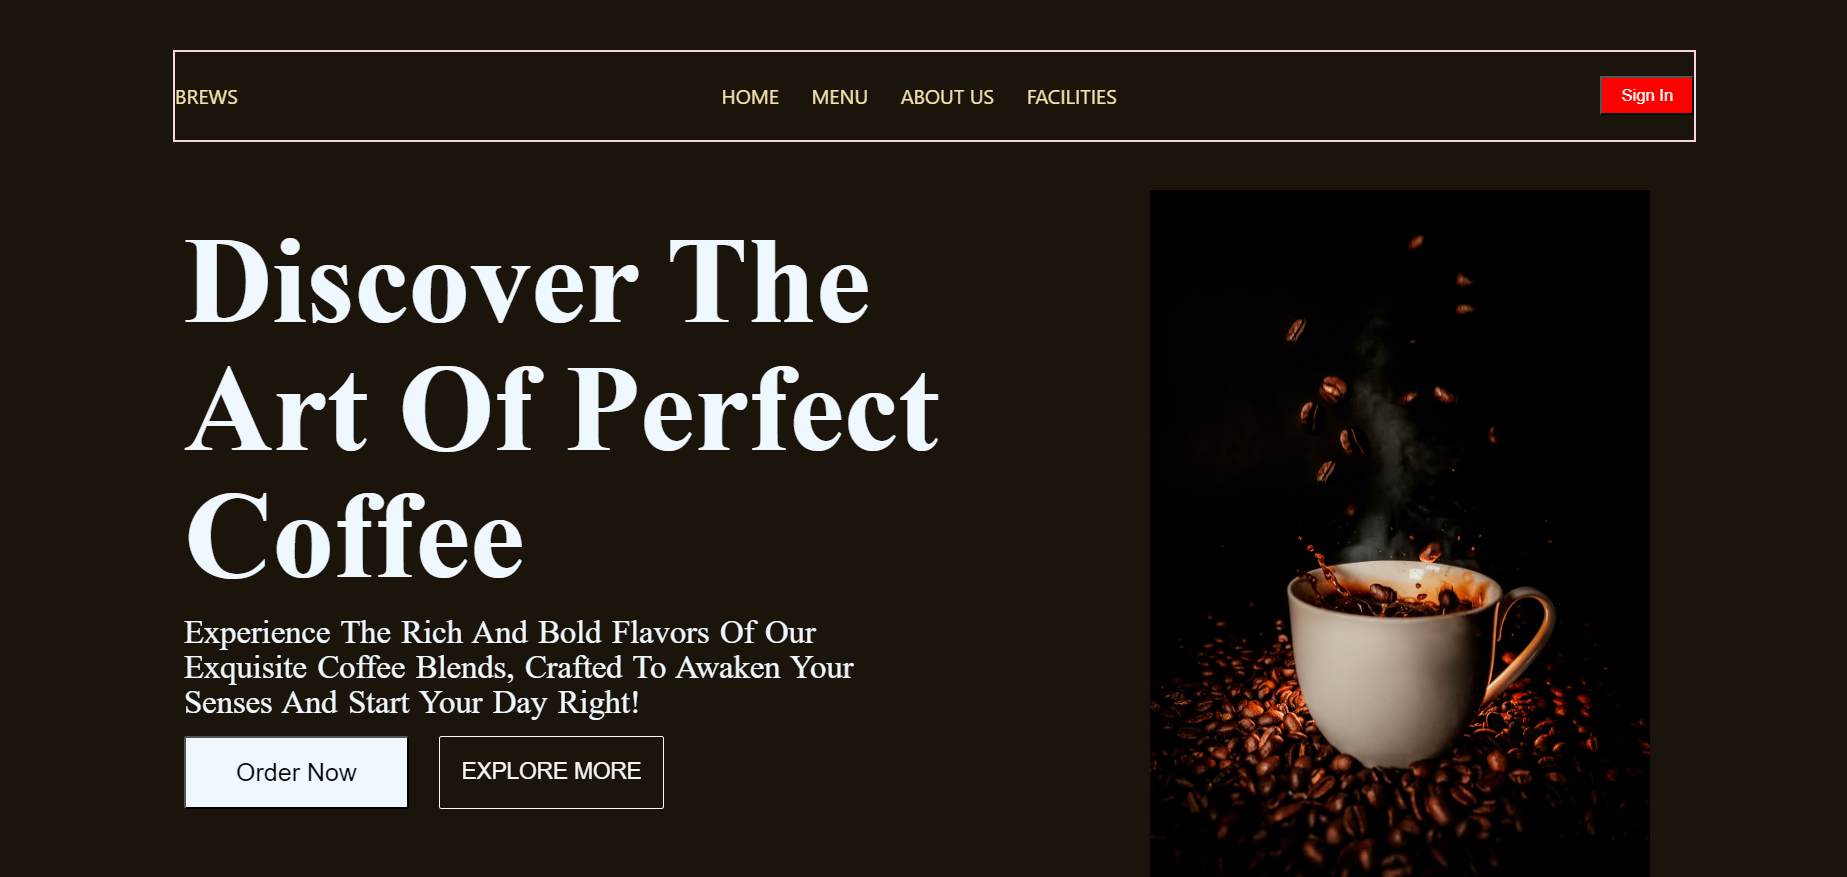 BREWS HOME MENU ABOUT US FACILITIES Sign In
Discover The
Art Of Perfect
Coffee
Experience The Rich And Bold Flavors Of Our
Exquisite Coffee Blends, Crafted To Awaken Your
Senses And Start Your Day Right!
Order Now EXPLORE MORE